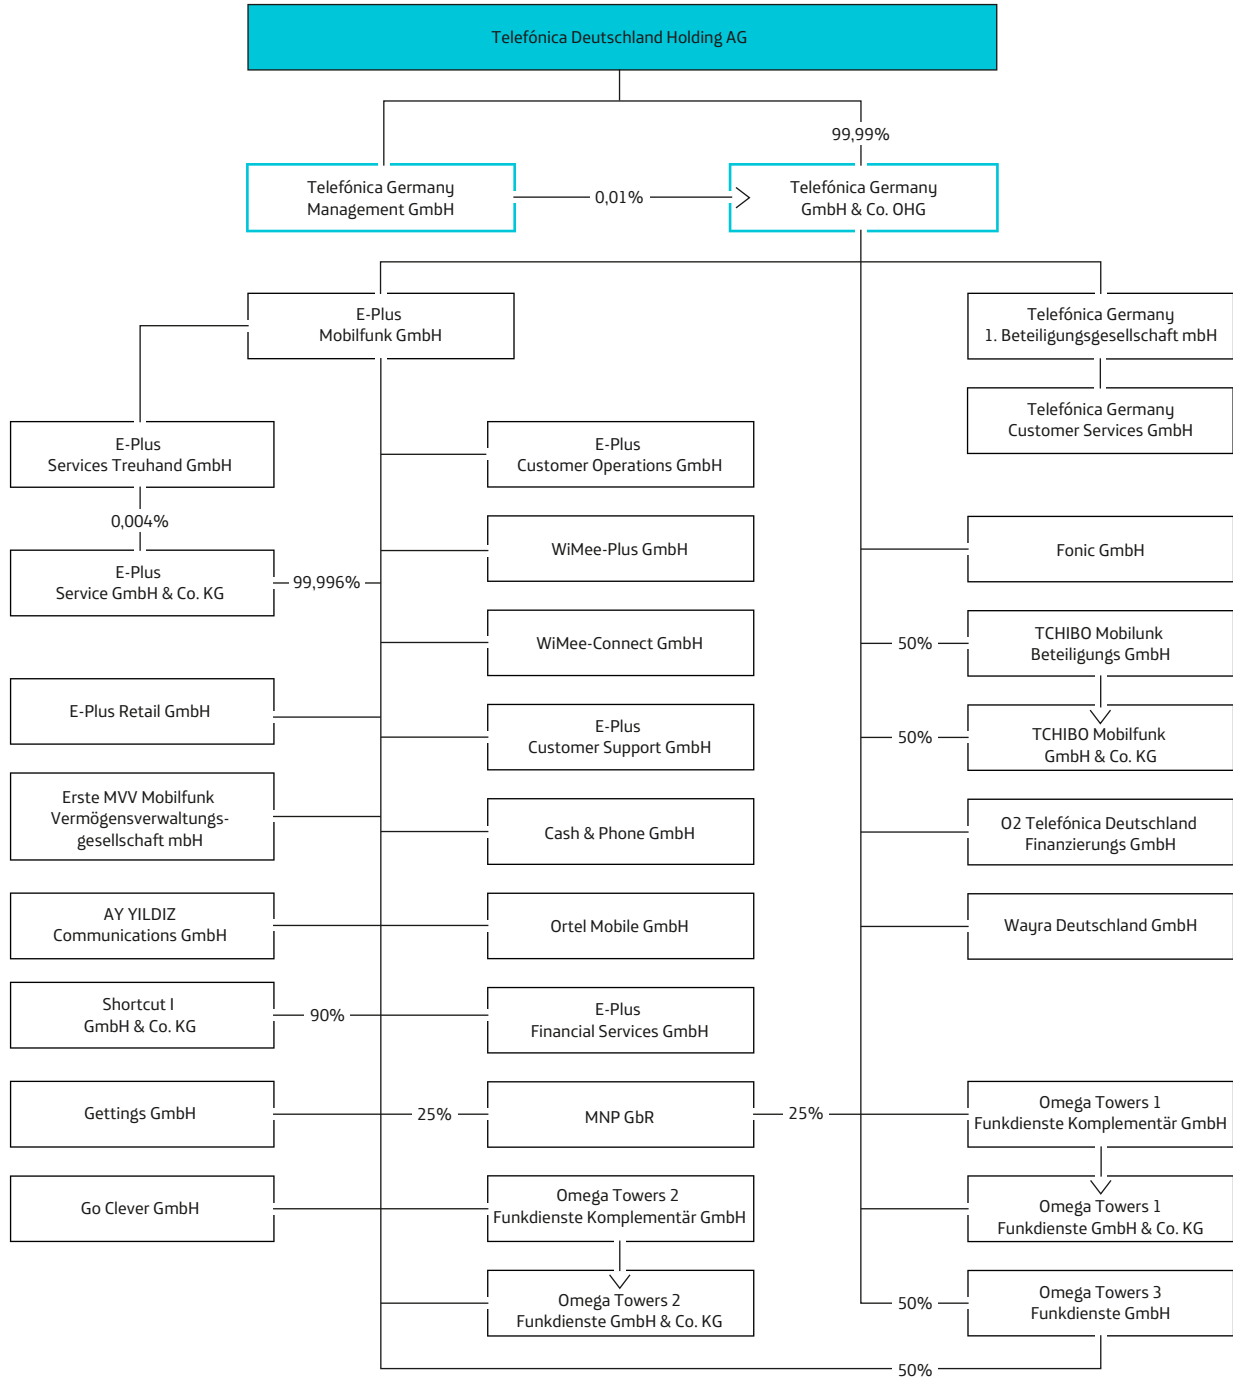 Telefónica Deutschland Holding AG
99,99%
Telefónica Germany
Management GmbH
0,01%
Telefónica Germany
GmbH & Co. OHG
E-Plus
Mobilfunk GmbH
Telefónica Germany
1. Beteiligungsgesellschaft mbH
Telefónica Germany
Customer Services GmbH
E-Plus
Services Treuhand GmbH
E-Plus
Customer Operations GmbH
0,004%
E-Plus
Service GmbH & Co. KG
99,996%
WiMee-Plus GmbH
Fonic GmbH
WiMee-Connect GmbH
50%
TCHIBO Mobilunk
Beteiligungs GmbH
E-Plus Retail GmbH
E-Plus
Customer Support GmbH
50%
TCHIBO Mobilfunk
GmbH & Co. KG
Erste MVV Mobilfunk
Vermögensverwaltungs-
gesellschaft mbH
Cash & Phone GmbH
O2 Telefónica Deutschland
Finanzierungs GmbH
AY YILDIZ
Communications GmbH
Ortel Mobile GmbH
Wayra Deutschland GmbH
Shortcut I
GmbH & Co. KG
90%
E-Plus
Financial Services GmbH
Gettings GmbH
25%
MNP GbR
25%
Omega Towers 1
Funkdienste Komplementär GmbH
Go Clever GmbH
Omega Towers 2
Funkdienste Komplementär GmbH
Omega Towers 1
Funkdienste GmbH & Co. KG
Omega Towers 2
Funkdienste GmbH & Co. KG
50%
Omega Towers 3
Funkdienste GmbH
50%